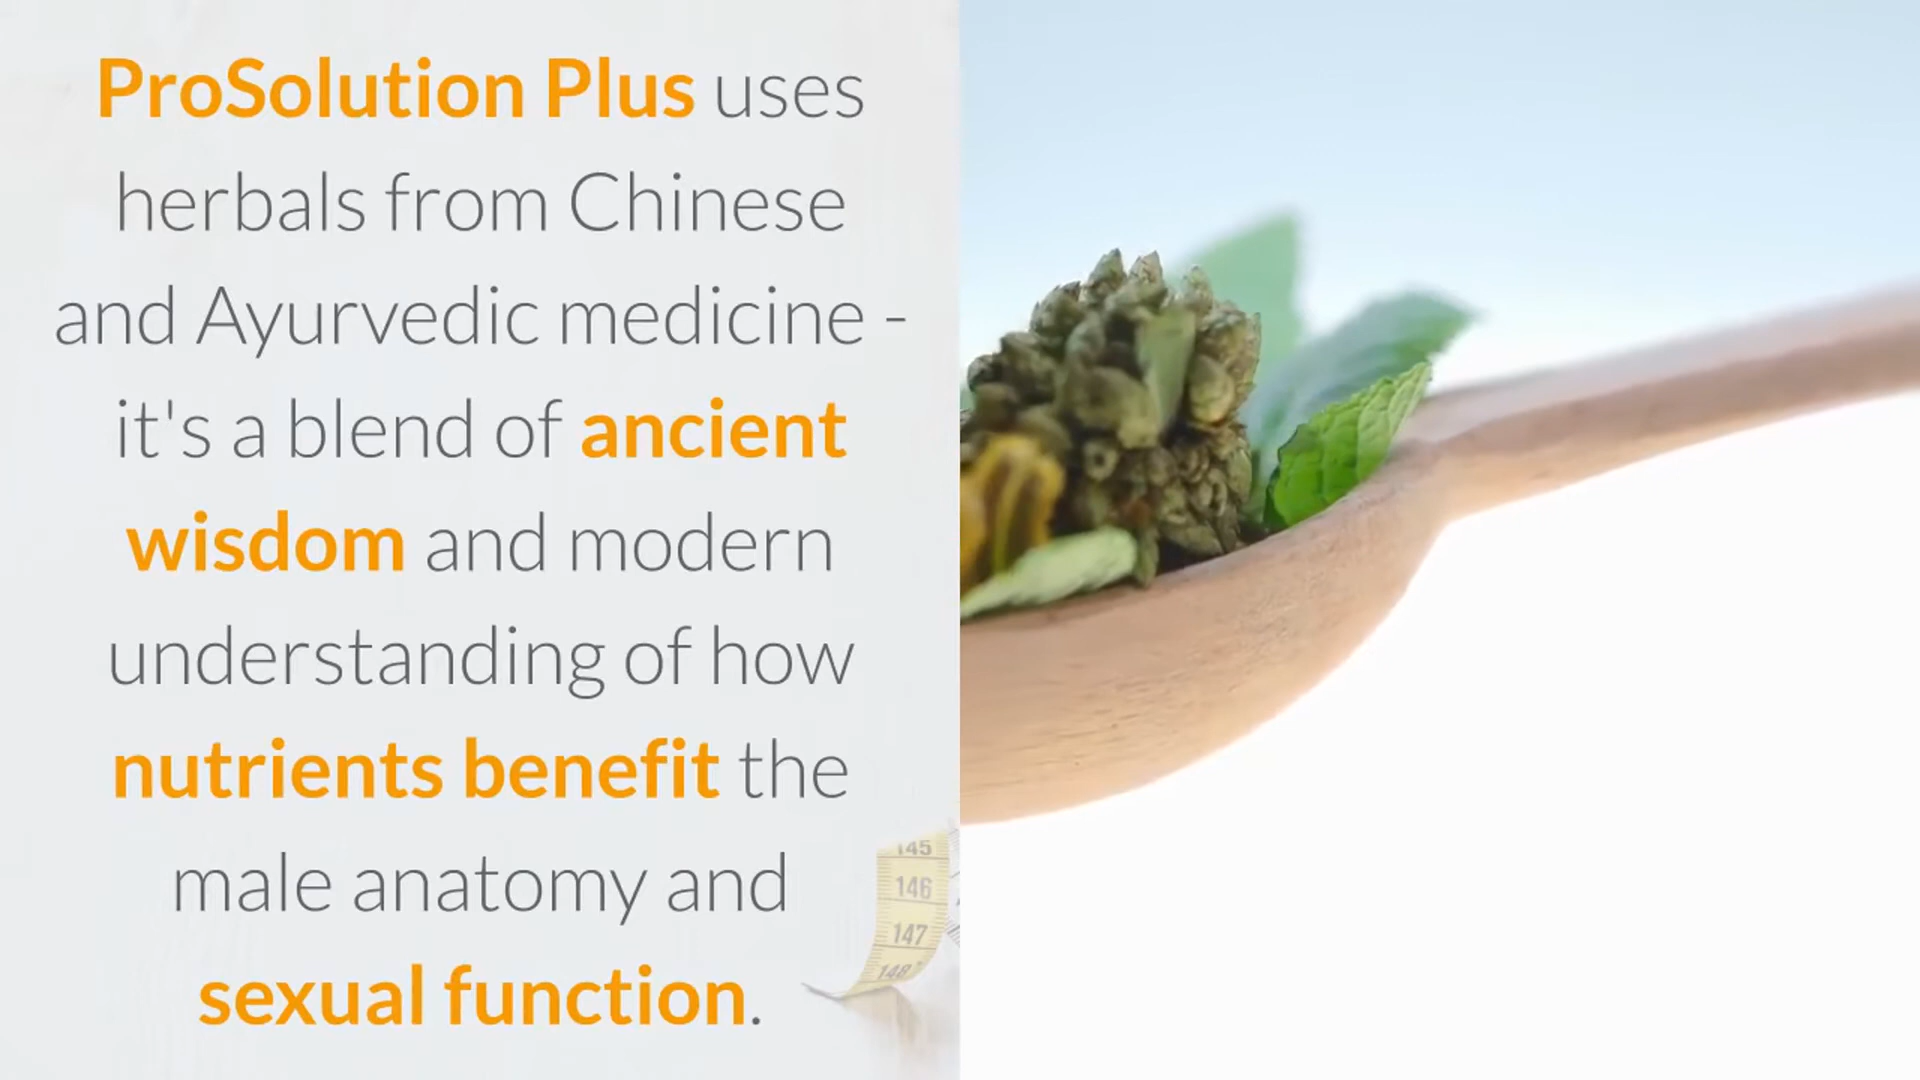 ProSolution Plus uses
herbals from Chinese
and Ayurvedic medicine -
it's a blend of ancient
wisdom and modern
understanding of how
nutrients benefit the
male anatomy and
sexual function.
145
146
147
148